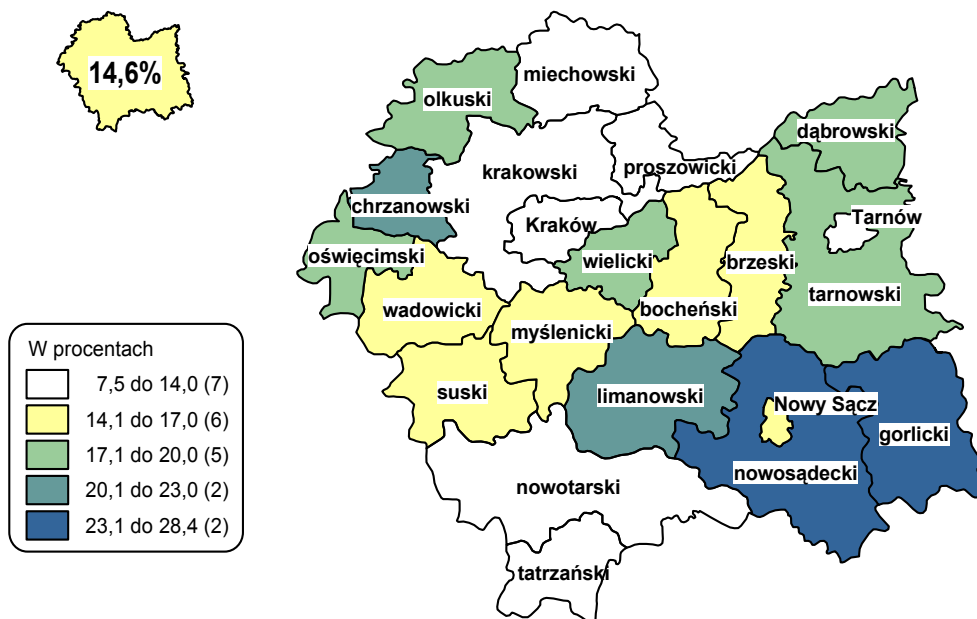 14,6%
miechowski
olkuski
dąbrowski
proszowicki
krakowski
chrzanowski
Kraków
Tarnów
oświęcimski
wielicki
brzeski
tarnowski
wadowicki
myślenicki
bocheński
suski
limanowski
Nowy Sącz
gorlicki
nowosądecki
nowotarski
tatrzański
W procentach
7,5 do 14,0 (7)
14,1 do 17,0 (6)
17,1 do 20,0 (5)
20,1 do 23,0 (2)
23,1 do 28,4 (2)